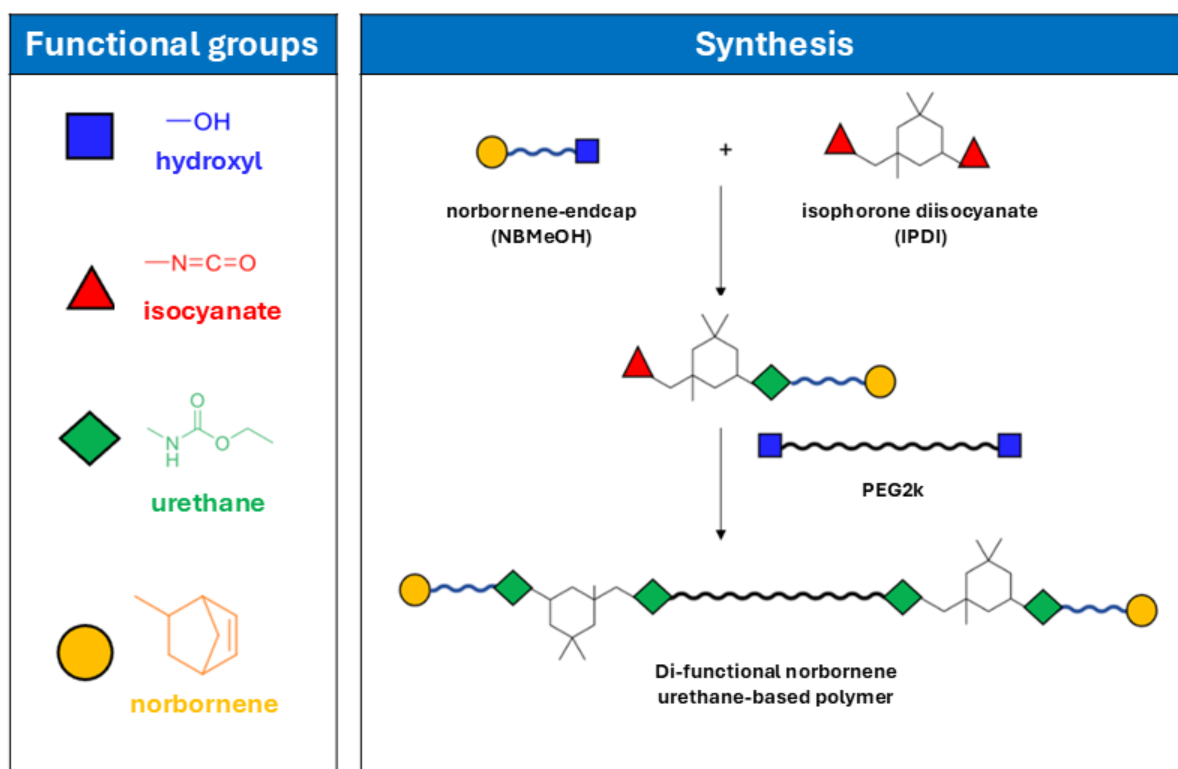 Functional groups
—OH
hydroxyl
—N=C=O
isocyanate
O
N
H
O
urethane
norbornene
Synthesis
+
norbornene-endcap
(NBMeOH)
isophorone diisocyanate
(IPDI)
PEG2k
Di-functional norbornene
urethane-based polymer